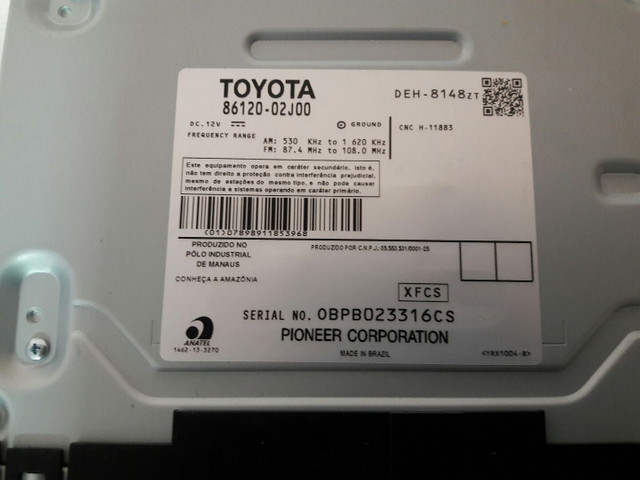 TOYOTA
86120-02J00
DEH-8148ZT
DC.12V
GROUND
CNC H-11883
FREQUENCY RANGE
AM: 530 KHz to 1 620 KHz
FM: 87.4 MHz to 108.0 MHz
Este equipamento opera em caráter secundário, isto é,
não tem direito a proteção contra interferência prejudicial,
mesmo de estações do mesmo tipo, e não pode causar
interferência a sistemas operando em caráter primário.
(01)07898911853968
PRODUZIDO NO
PÓLO INDUSTRIAL
DE MANAUS
CONHEÇA A AMAZÔNIA
PRODUZIDO POR C.N.P.J.:
XFCS
SERIAL NO. OBPB023316CS
PIONEER CORPORATION
MADE IN BRAZIL
ANATEL
1462-13-3270
<YRX1004-B>